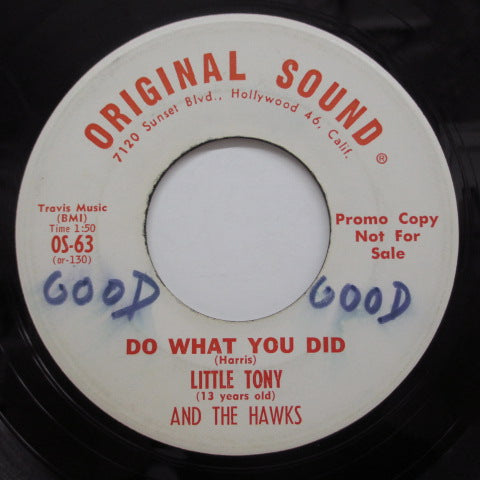 ORIGINAL SOUND®
7120 Sunset Blvd., Hollywood 46, Calif.
Travis Music
(BMI)
Time 1:50
OS-63
(or-130)
Promo Copy
Not For
Sale
GOOD GOOD
DO WHAT YOU DID
(Harris)
LITTLE TONY
(13 years old)
AND THE HAWKS